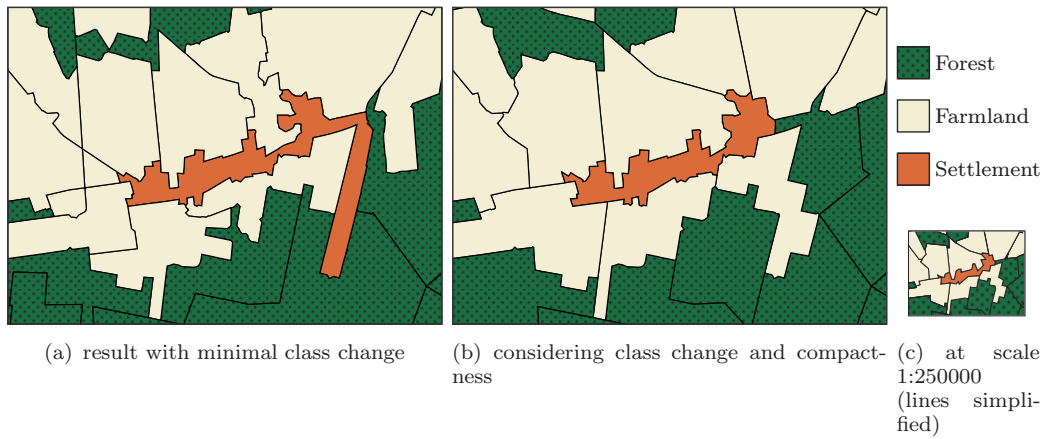 Forest
Farmland
Settlement
(a) result with minimal class change
(b) considering class change and compact-
ness
(c) at scale
1:250000
(lines simpli-
fied)